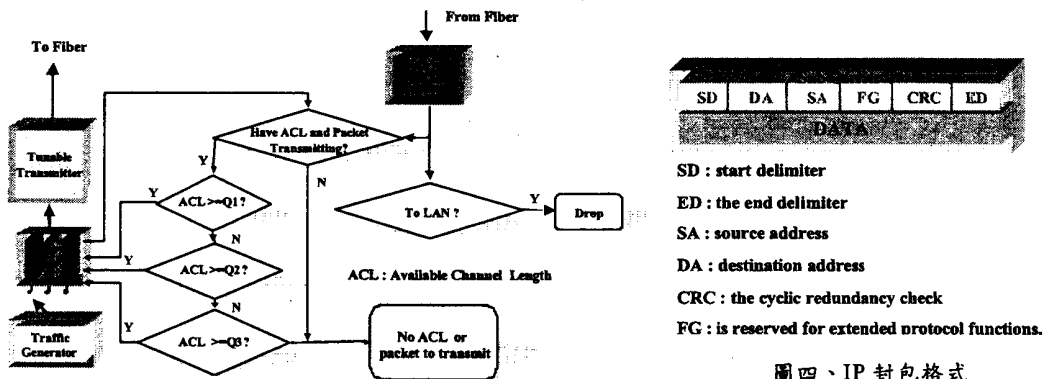 From Fiber
To Fiber
Tunable
Transmitter
Have ACL and Packet
Transmitting?
Y
N
ACL >=Q1?
Y
N
ACL >=Q2?
Y
N
ACL >=Q3?
Y
Traffic
Generator
To LAN ?
Y
Drop
ACL : Available Channel Length
No ACL or
packet to transmit
SD DA SA FG CRC ED
DATA
SD : start delimiter
ED : the end delimiter
SA : source address
DA : destination address
CRC : the cyclic redundancy check
FG : is reserved for extended protocol functions.
圖四、IP 封包格式